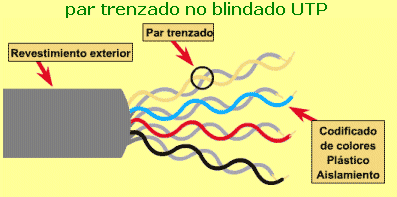 par trenzado no blindado UTP
Par trenzado
Revestimiento exterior
Codificado
de colores
Plástico
Aislamiento